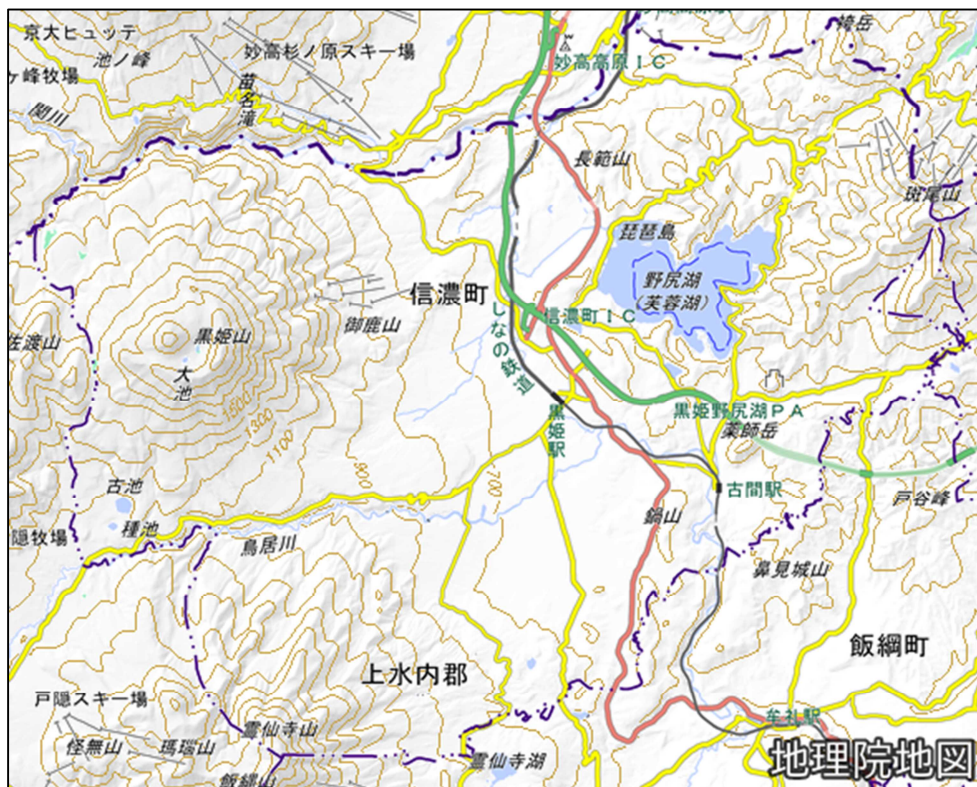 京大ヒュッテ
池ノ峰
ヶ峰牧場
関川
妙高杉ノ原スキー場
苗名滝
妙高高原IC
袴岳
長範山
斑尾山
琵琶島
野尻湖
(芙蓉湖)
信濃町
御鹿山
信濃町IC
しなの鉄道
佐渡山
黒姫山
大池
1500
1300
1100
900
700
黒姫駅
黒姫野尻湖PA
薬師岳
古間駅
戸谷峰
古池
種池
隠牧場
鳥居川
鍋山
鼻見城山
飯綱町
上水内郡
戸隠スキー場
怪無山
瑪瑙山
霊仙寺山
飯縄山
霊仙寺湖
牟礼駅
地理院地図